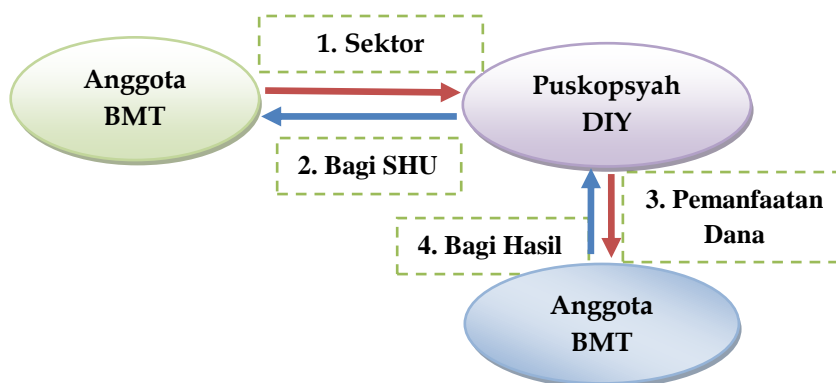 1. Sektor
Anggota
BMT
Puskopsyah
DIY
2. Bagi SHU
3. Pemanfaatan
Dana
4. Bagi Hasil
Anggota
BMT